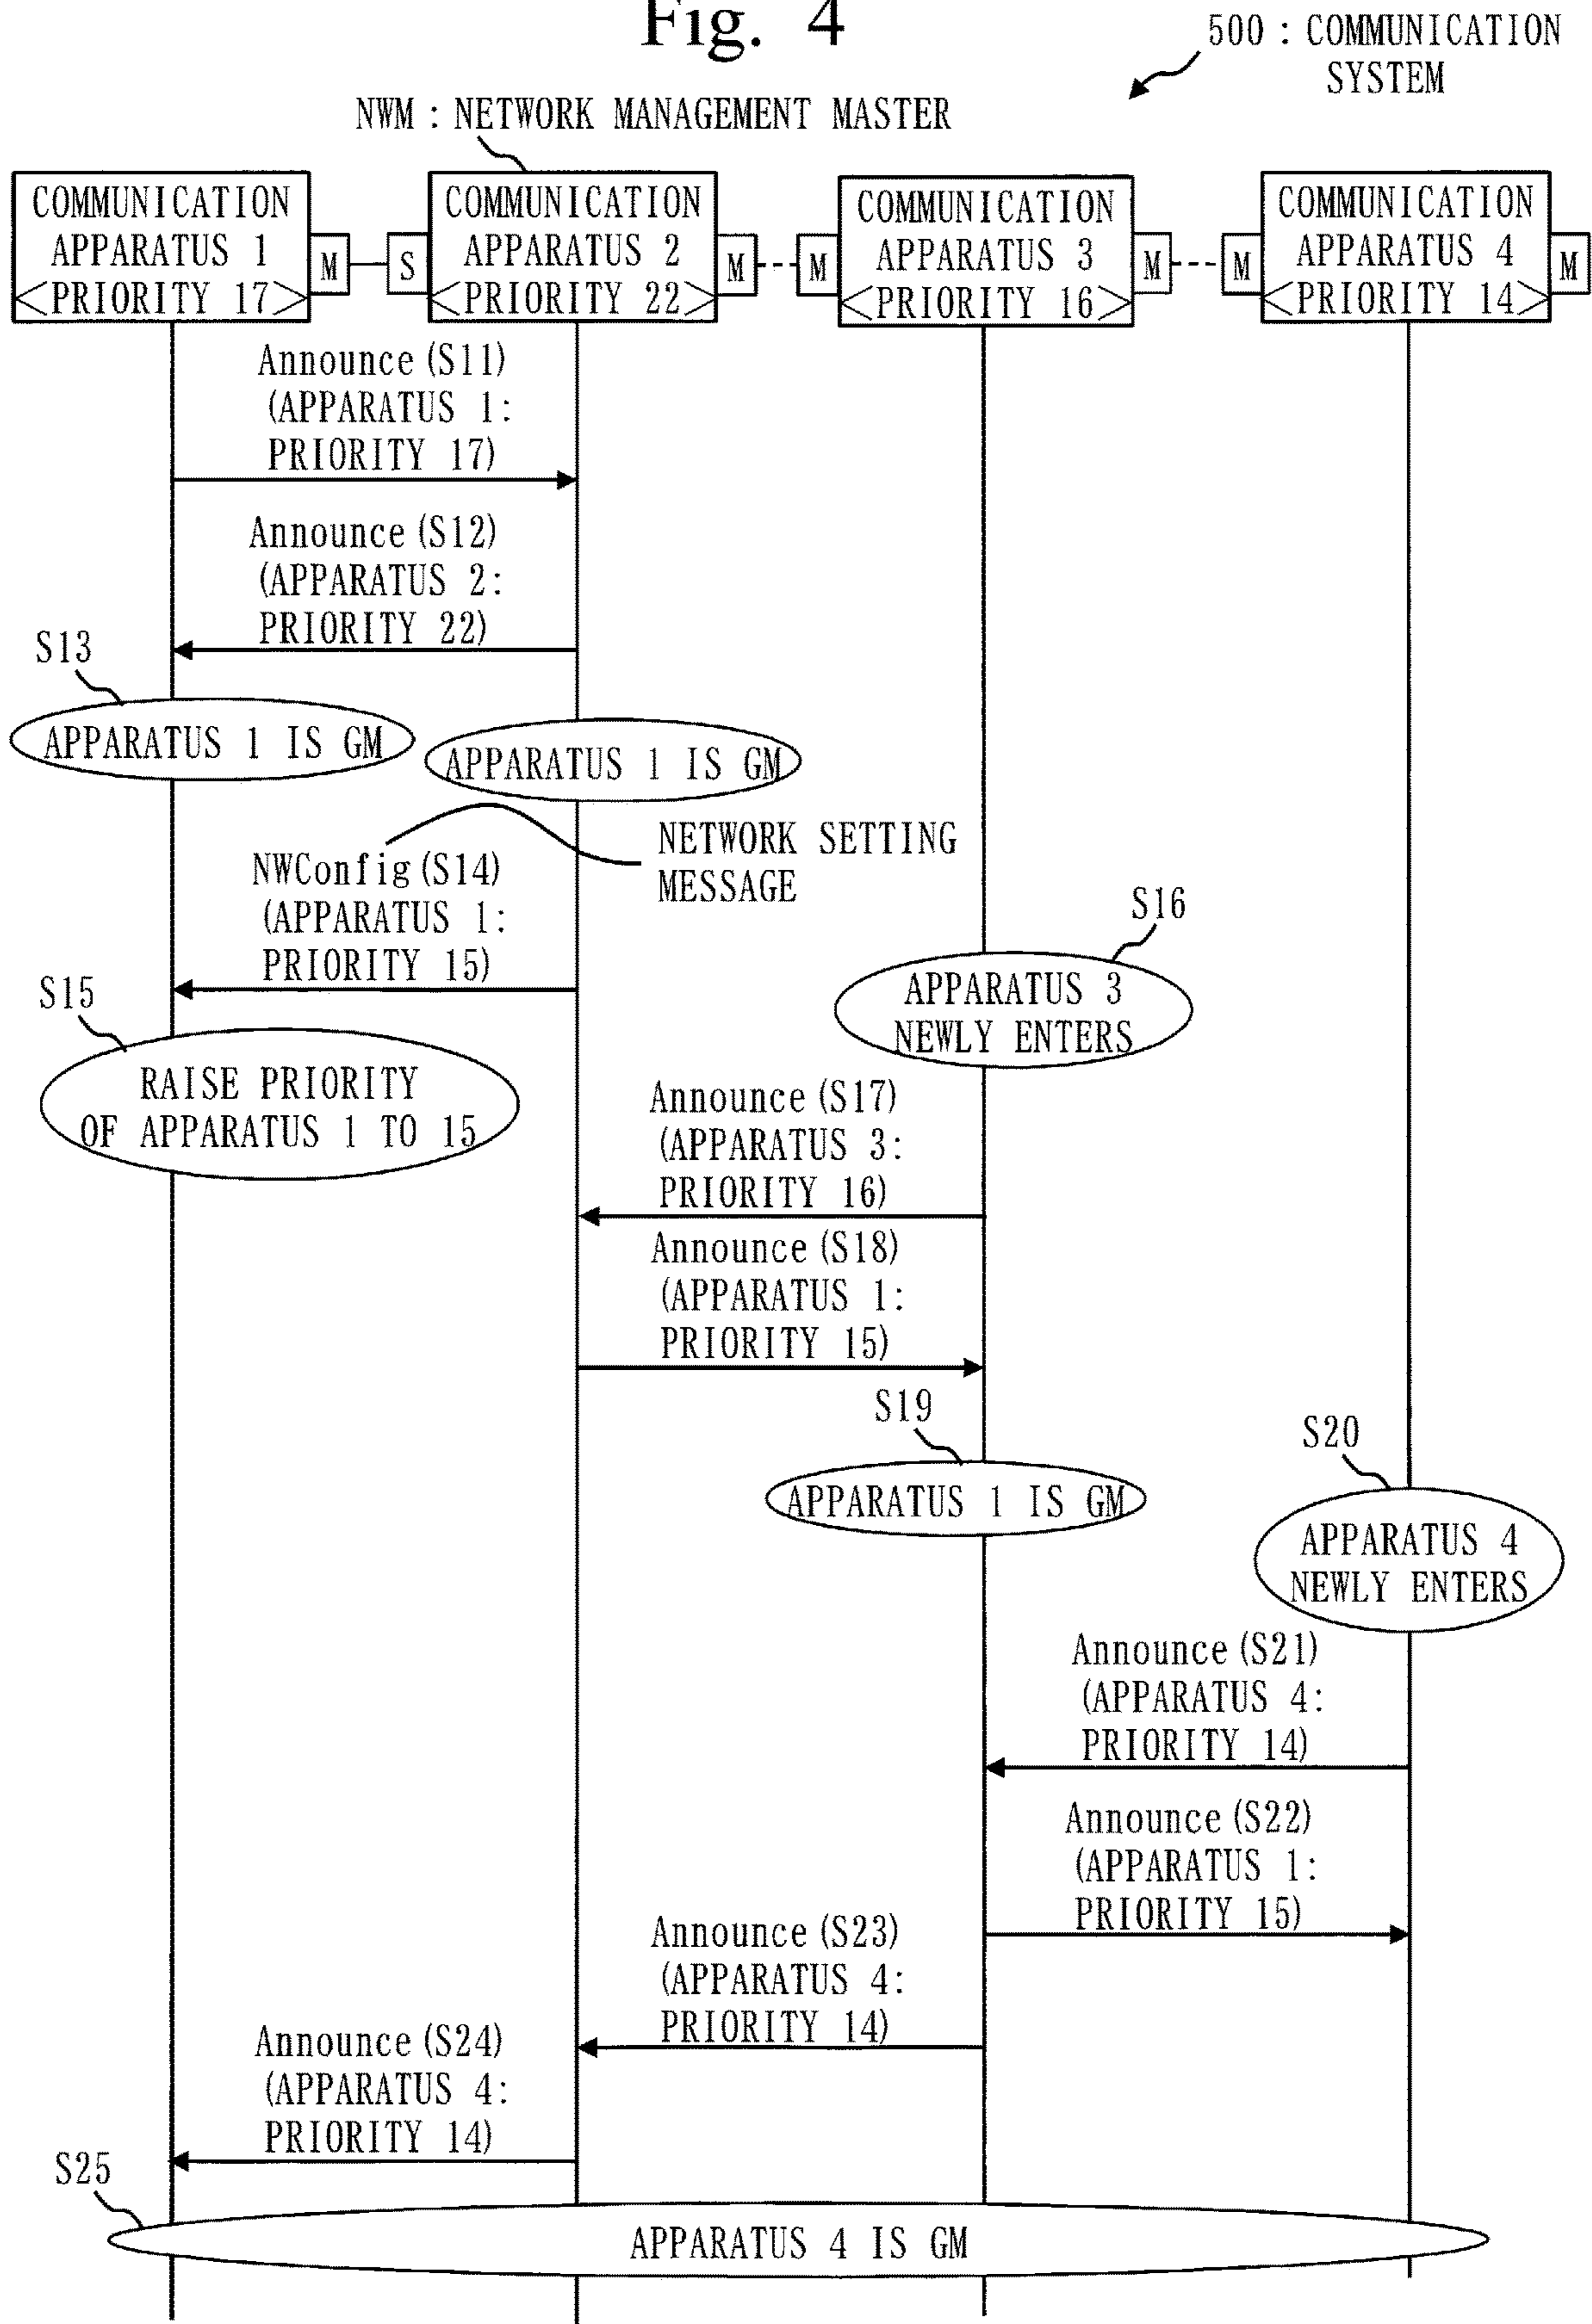 Fig. 4
500 : COMMUNICATION
SYSTEM
NWM : NETWORK MANAGEMENT MASTER
COMMUNICATION
APPARATUS 1
<PRIORITY 17>
M
S
COMMUNICATION
APPARATUS 2
<PRIORITY 22>
M
M
COMMUNICATION
APPARATUS 3
<PRIORITY 16>
M
M
COMMUNICATION
APPARATUS 4
<PRIORITY 14>
M
Announce (S11)
(APPARATUS 1:
PRIORITY 17)
Announce (S12)
(APPARATUS 2:
PRIORITY 22)
S13
APPARATUS 1 IS GM
APPARATUS 1 IS GM
NETWORK SETTING
MESSAGE
NWConfig (S14)
(APPARATUS 1:
PRIORITY 15)
S15
RAISE PRIORITY
OF APPARATUS 1 TO 15
S16
APPARATUS 3
NEWLY ENTERS
Announce (S17)
(APPARATUS 3:
PRIORITY 16)
Announce (S18)
(APPARATUS 1:
PRIORITY 15)
S19
APPARATUS 1 IS GM
S20
APPARATUS 4
NEWLY ENTERS
Announce (S21)
(APPARATUS 4:
PRIORITY 14)
Announce (S22)
(APPARATUS 1:
PRIORITY 15)
Announce (S23)
(APPARATUS 4:
PRIORITY 14)
Announce (S24)
(APPARATUS 4:
PRIORITY 14)
S25
APPARATUS 4 IS GM